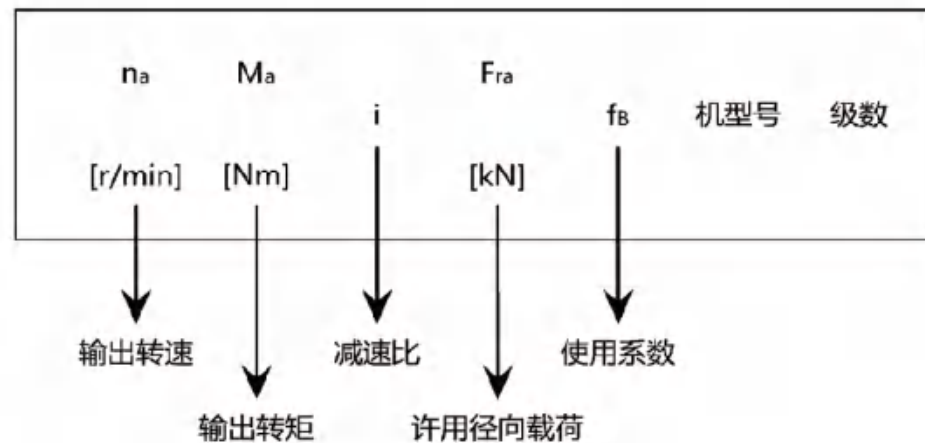 na Ma Fra
i fB 机型号 级数
[r/min] [Nm] [kN]
输出转速 减速比 使用系数
输出转矩 许用径向载荷